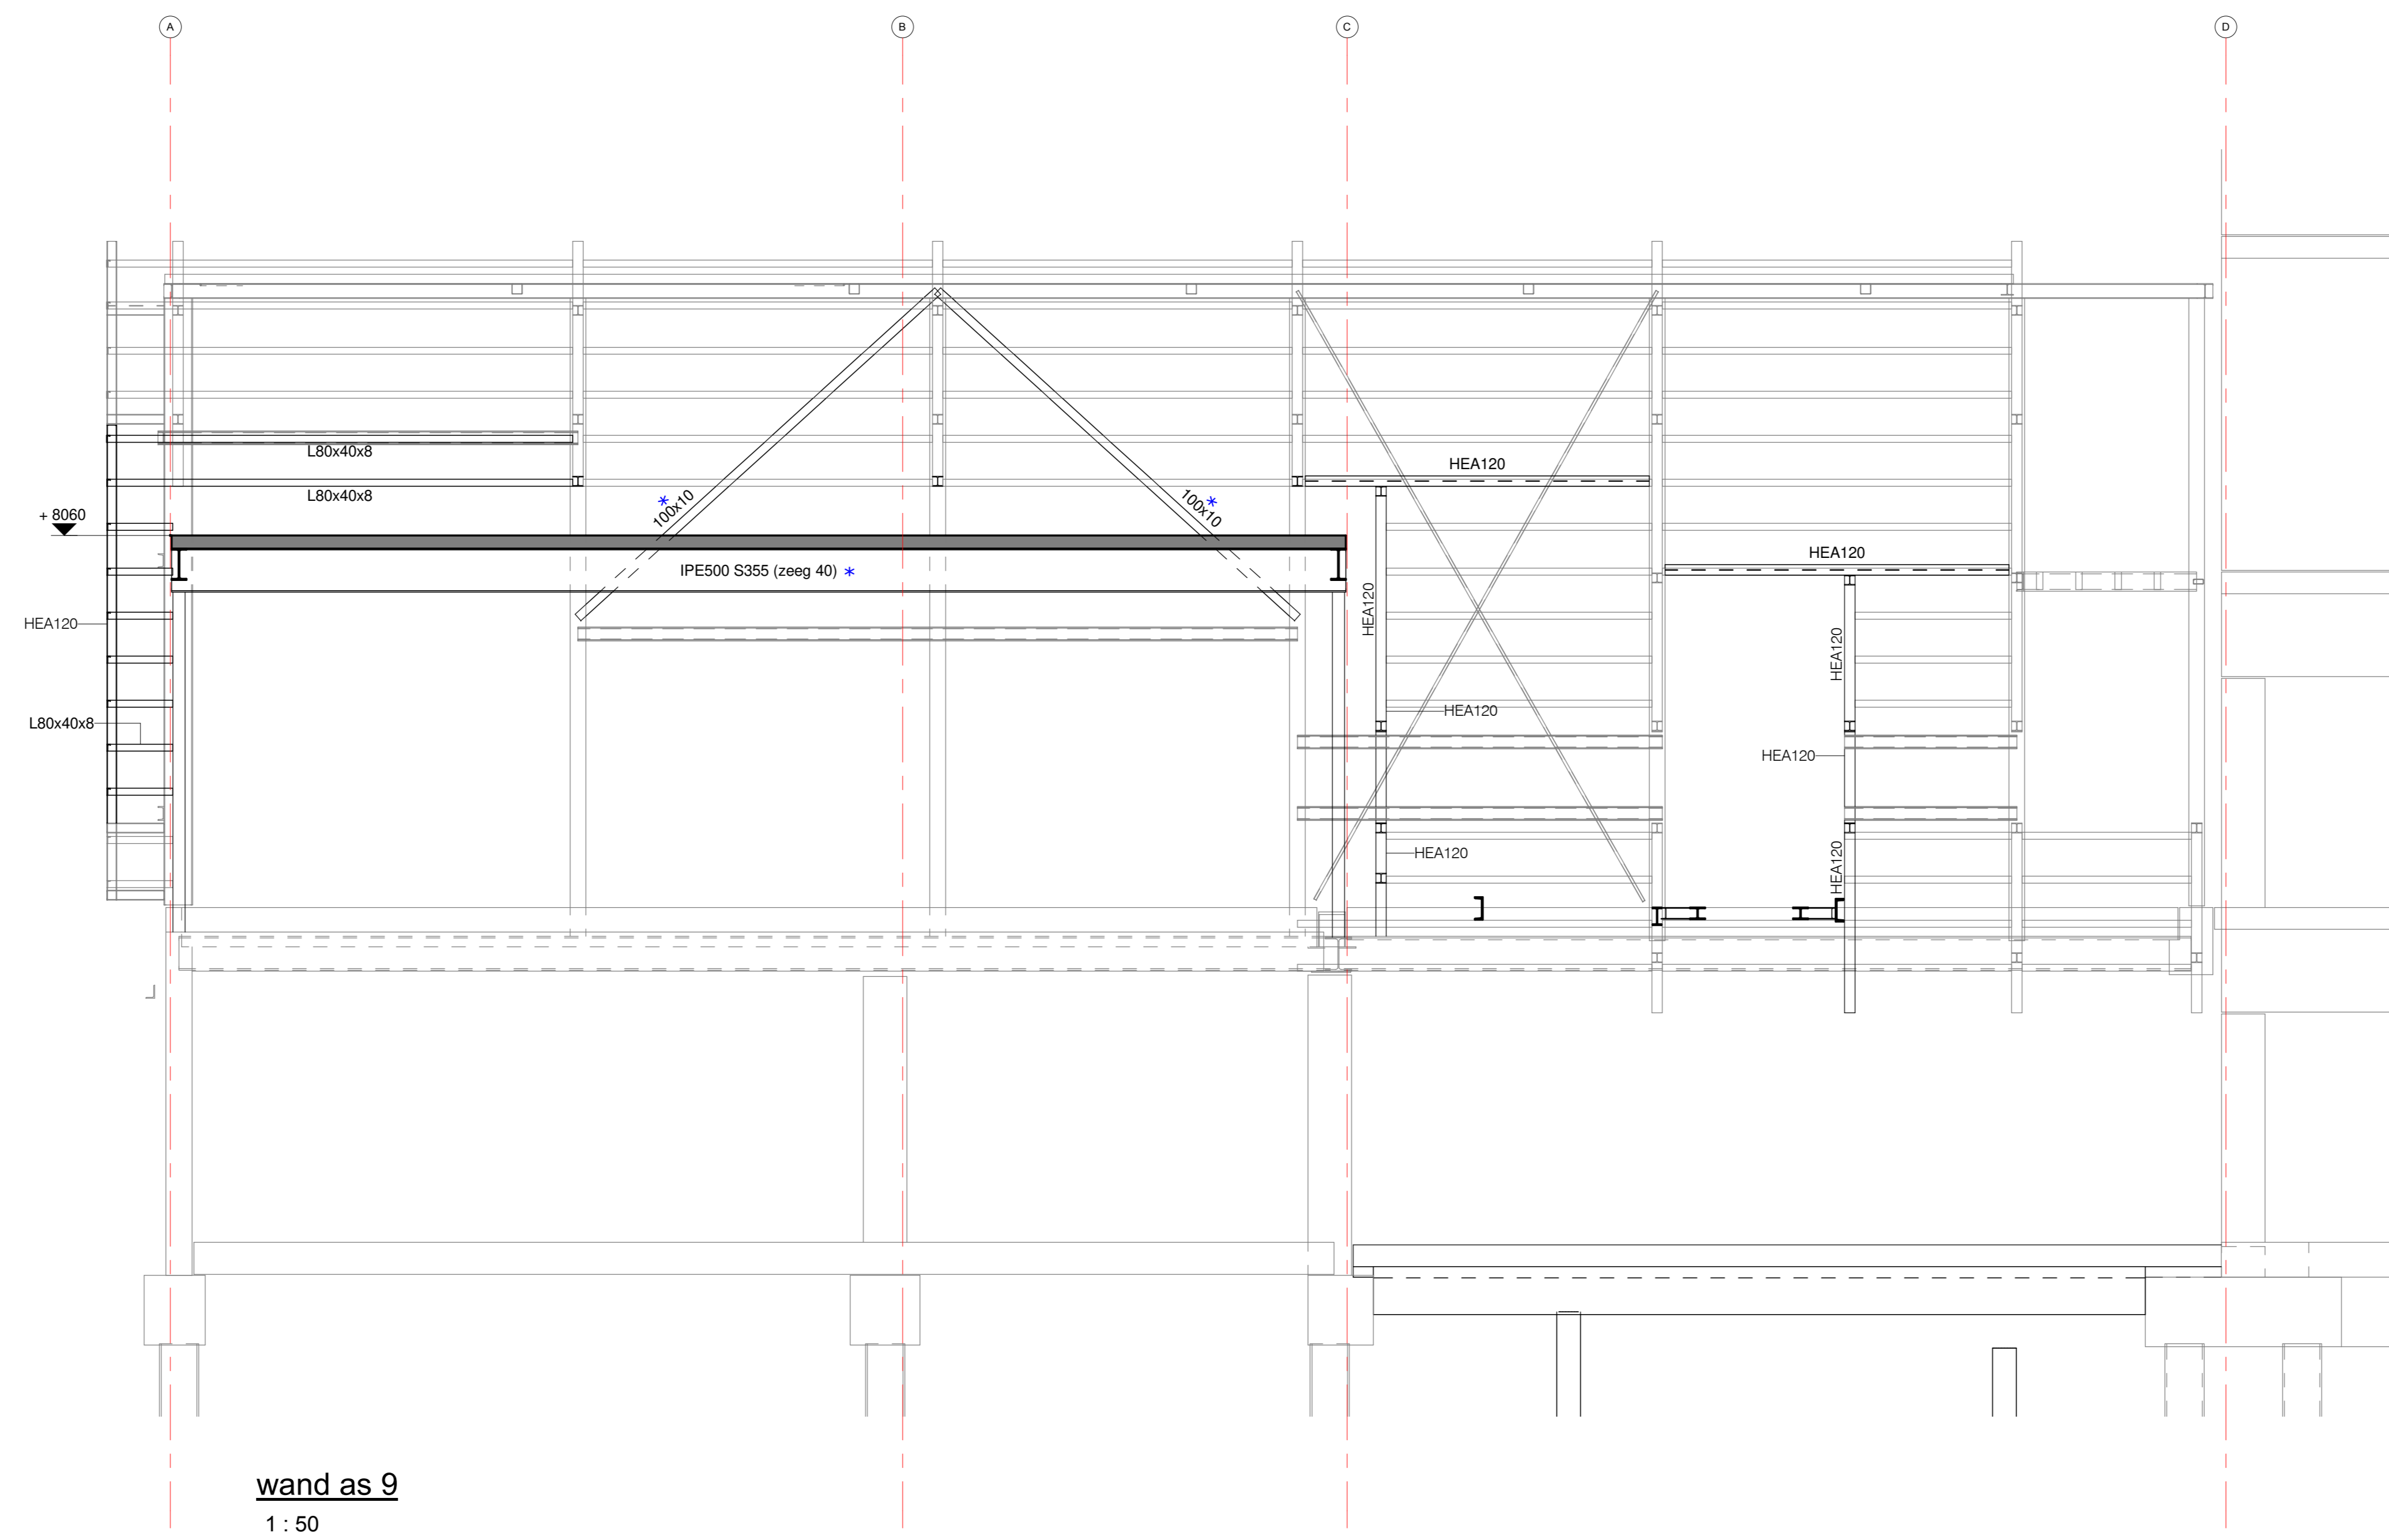 A
B
C
D
L80x40x8
HEA120
L80x40x8
* 100x10
100x10 *
+ 8060
HEA120
IPE500 S355 (zeeg 40) *
HEA120
HEA120
HEA120
HEA120
L80x40x8
HEA120
HEA120
HEA120
wand as 9
1 : 50